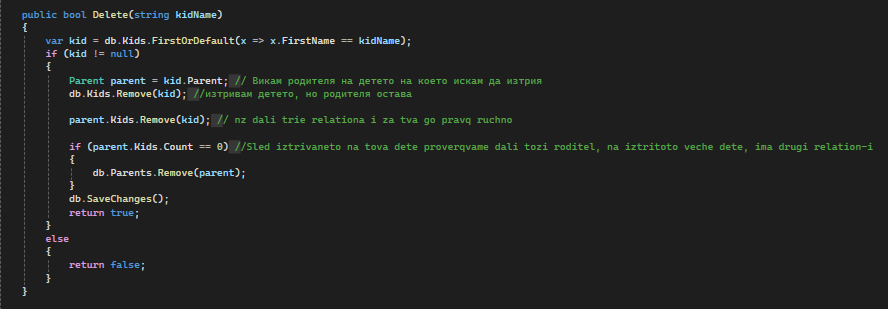 public bool Delete(string kidName)
{
var kid = db.Kids.FirstOrDefault(x => x.FirstName == kidName);
if (kid != null)
{
Parent parent = kid.Parent; // Викам родителя на детето на което искам да изтрия
db.Kids.Remove(kid); //изтривам детето, но родителя остава
parent.Kids.Remove(kid); // nz dali trie relationa i za tva go pravq ruchno
if (parent.Kids.Count == 0) //Sled iztrivaneto na tova dete proverqvame dali tozi roditel, na iztritoto veche dete, ima drugi relation-i
{
db.Parents.Remove(parent);
}
db.SaveChanges();
return true;
}
else
{
return false;
}
}